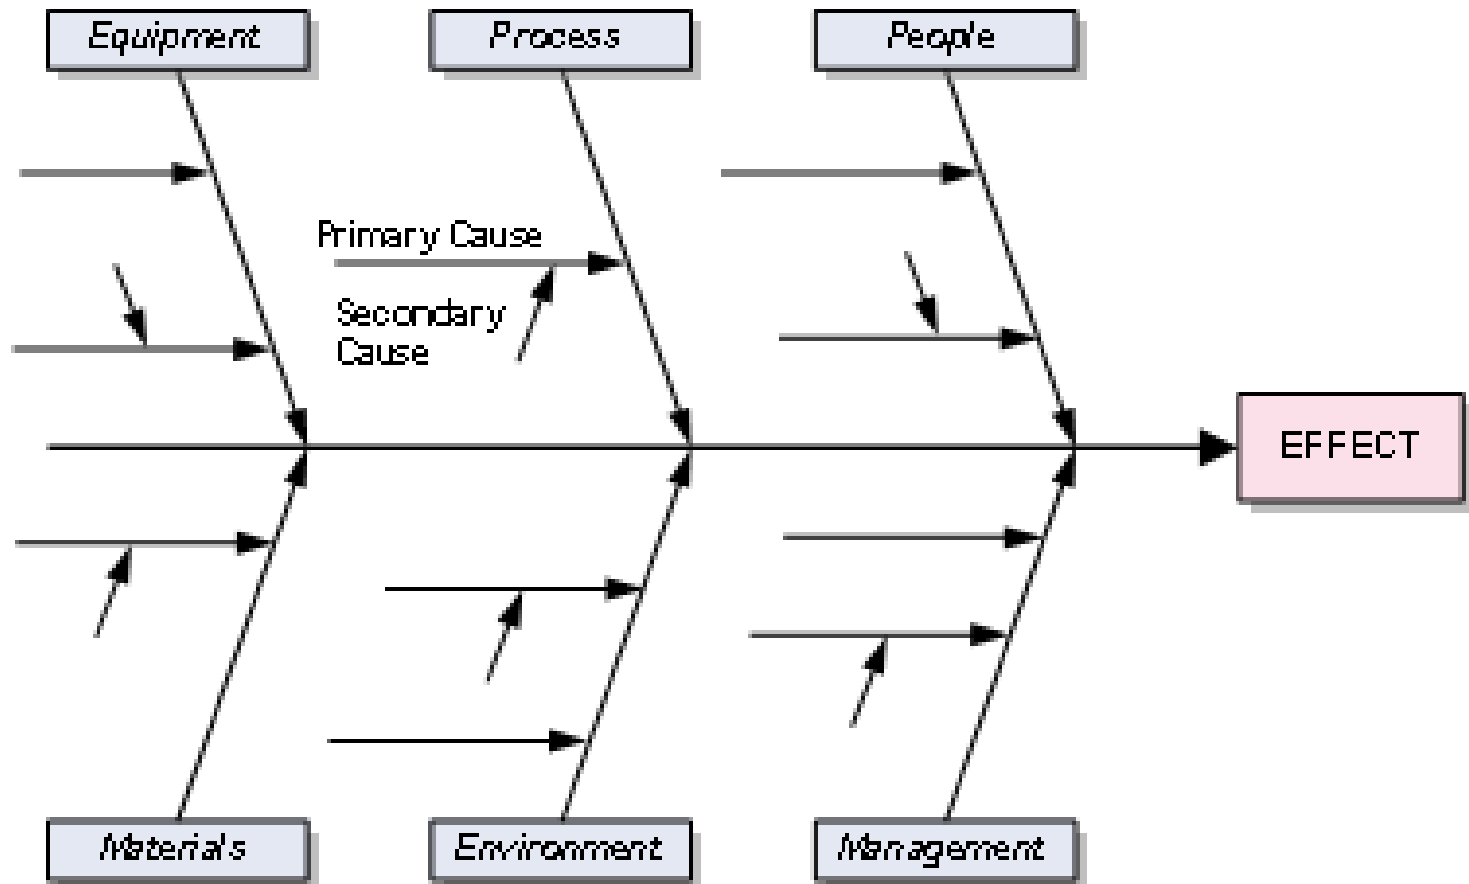 Equipment
Process
People
Primary Cause
Secondary
Cause
EFFECT
Materials
Environment
Management